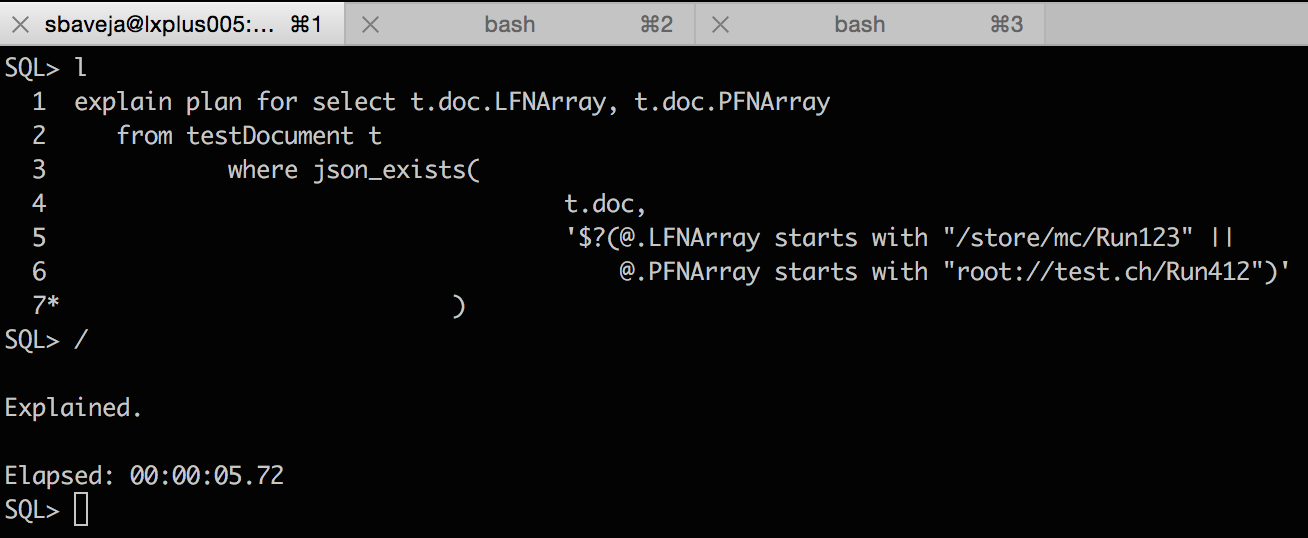 sbaveja@lxplus005:... ⌘1 bash ⌘2 bash ⌘3
SQL> l
  1  explain plan for select t.doc.LFNArray, t.doc.PFNArray
  2     from testDocument t
  3             where json_exists(
  4                                     t.doc,
  5                                     '$?(@.LFNArray starts with "/store/mc/Run123" ||
  6                                         @.PFNArray starts with "root://test.ch/Run412")'
  7*                            )
SQL> /
Explained.
Elapsed: 00:00:05.72
SQL>